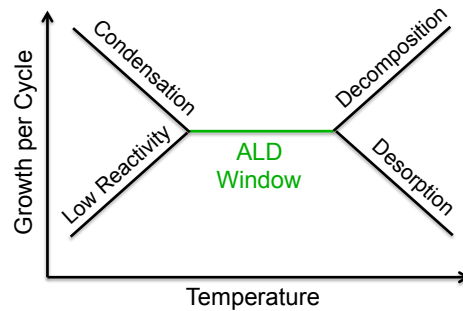 Growth per Cycle
Condensation
Low Reactivity
ALD
Window
Decomposition
Desorption
Temperature